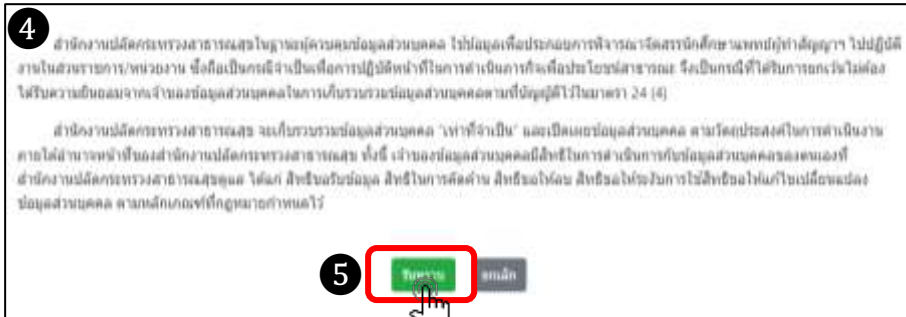 4
สำนักงานปลัดกระทรวงสาธารณสุขในฐานะผู้ควบคุมข้อมูลส่วนบุคคล ใช้ข้อมูลเพื่อประกอบการพิจารณาจัดสรรนักศึกษาแพทย์ผู้ทำสัญญาฯ ไปปฏิบัติ
งานในส่วนราชการ/หน่วยงาน ซึ่งถือเป็นกรณีจำเป็นเพื่อการปฏิบัติหน้าที่ในการดำเนินภารกิจเพื่อประโยชน์สาธารณะ จึงเป็นกรณีที่ได้รับการยกเว้นไม่ต้อง
ได้รับความยินยอมจากเจ้าของข้อมูลส่วนบุคคลในการเก็บรวบรวมข้อมูลส่วนบุคคลตามที่บัญญัติไว้ในมาตรา 24 (4)
สำนักงานปลัดกระทรวงสาธารณสุข จะเก็บรวบรวมข้อมูลส่วนบุคคล "เท่าที่จำเป็น" และเปิดเผยข้อมูลส่วนบุคคล ตามวัตถุประสงค์ในการดำเนินงาน
ภายใต้อำนาจหน้าที่ของสำนักงานปลัดกระทรวงสาธารณสุข ทั้งนี้ เจ้าของข้อมูลส่วนบุคคลมีสิทธิในการดำเนินการกับข้อมูลส่วนบุคคลของตนเองที่
สำนักงานปลัดกระทรวงสาธารณสุขดูแล ได้แก่ สิทธิขอรับข้อมูล สิทธิในการคัดค้าน สิทธิขอให้ลบ สิทธิขอให้ระงับการใช้สิทธิขอให้แก้ไขเปลี่ยนแปลง
ข้อมูลส่วนบุคคล ตามหลักเกณฑ์ที่กฎหมายกำหนดไว้
5 รับทราบ ยกเลิก